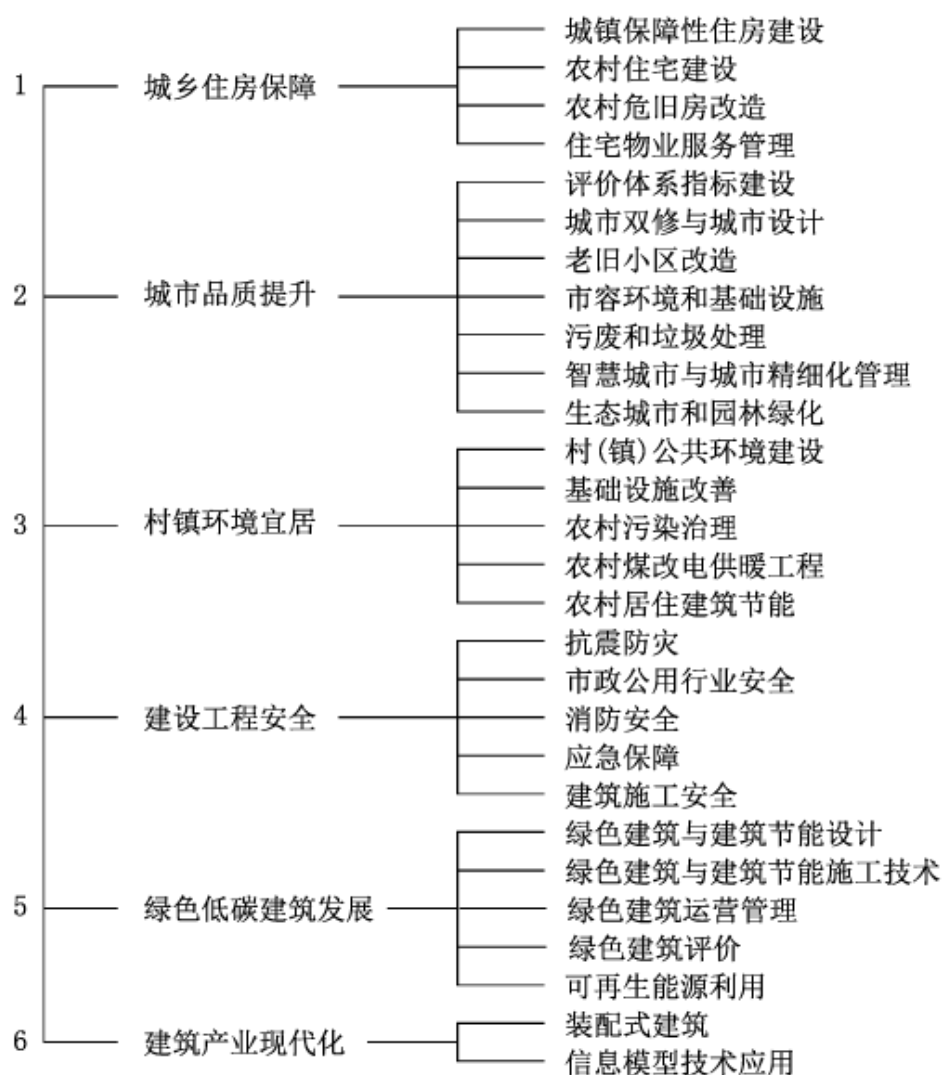 城镇保障性住房建设
农村住宅建设
1 城乡住房保障
农村危旧房改造
住宅物业服务管理
评价体系指标建设
城市双修与城市设计
老旧小区改造
2 城市品质提升 市容环境和基础设施
污废和垃圾处理
智慧城市与城市精细化管理
生态城市和园林绿化
村(镇)公共环境建设
基础设施改善
3 村镇环境宜居 农村污染治理
农村煤改电供暖工程
农村居住建筑节能
抗震防灾
市政公用行业安全
4 建设工程安全 消防安全
应急保障
建筑施工安全
绿色建筑与建筑节能设计
绿色建筑与建筑节能施工技术
5 绿色低碳建筑发展 绿色建筑运营管理
绿色建筑评价
可再生能源利用
装配式建筑
6 建筑产业现代化
信息模型技术应用